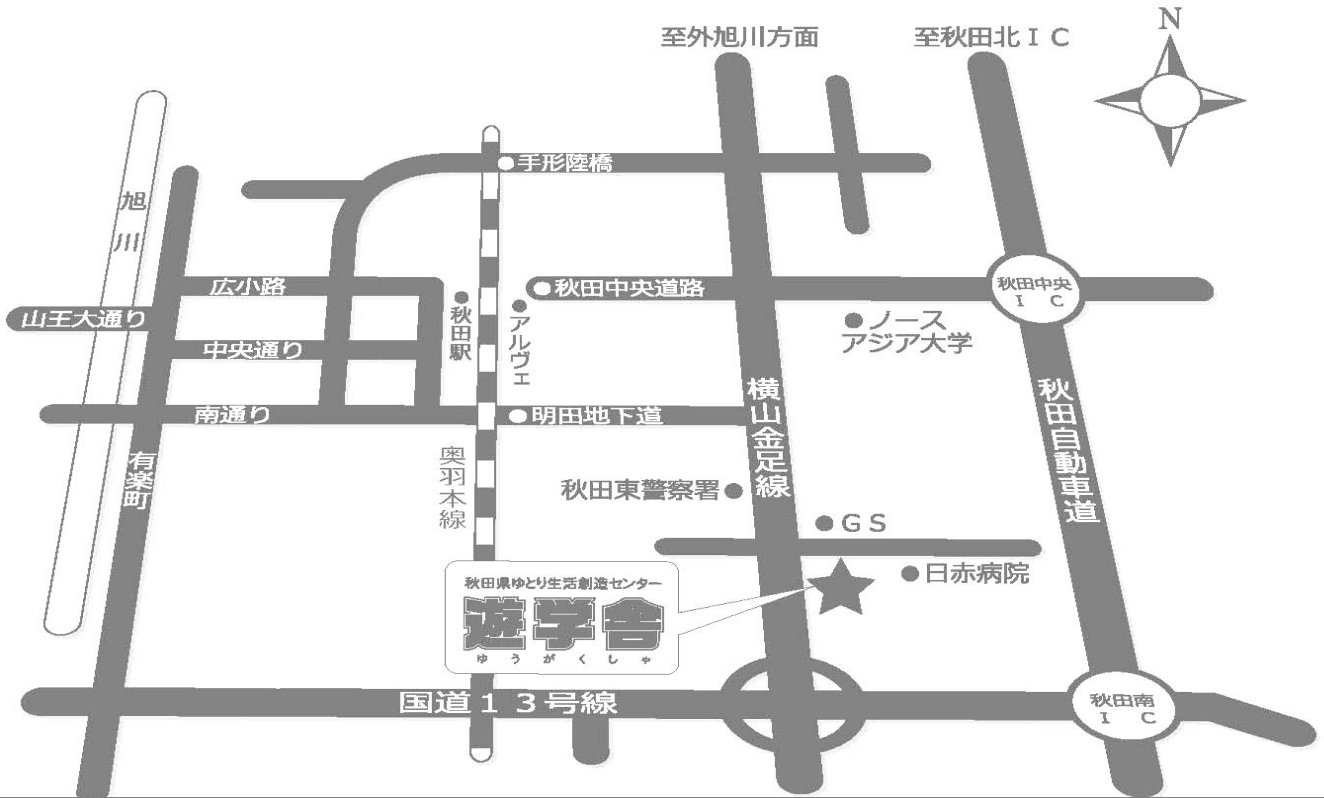 N
至外旭川方面
至秋田北ＩＣ
手形陸橋
旭川
広小路
秋田中央道路
秋田中央
ＩＣ
山王大通り
秋田駅
アルヴェ
ノース
アジア大学
中央通り
南通り
明田地下道
横山金足線
秋田自動車道
有楽町
奥羽本線
秋田東警察署
ＧＳ
日赤病院
秋田県ゆとり生活創造センター
遊学舎
ゆうがくしゃ
国道１３号線
秋田南
ＩＣ